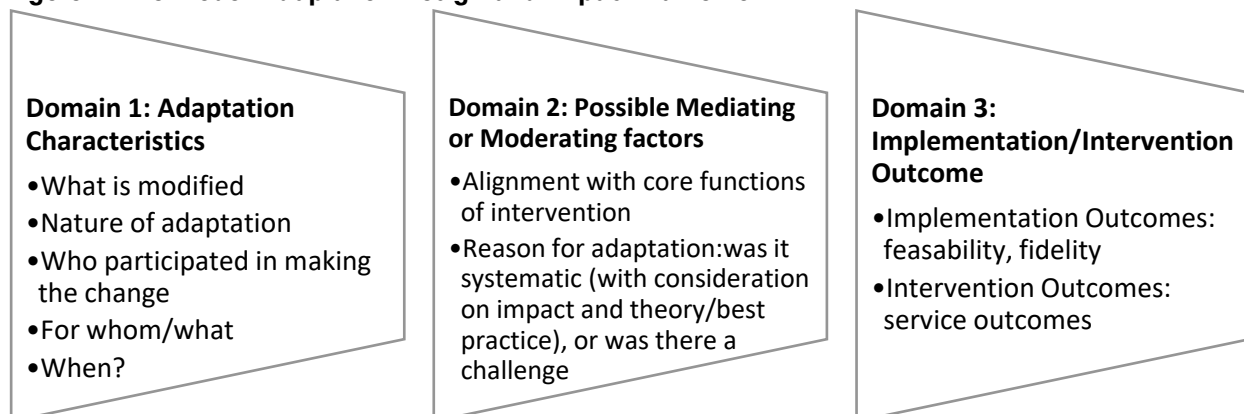 Domain 1: Adaptation
Characteristics
•What is modified
•Nature of adaptation
•Who participated in making
the change
•For whom/what
•When?
Domain 2: Possible Mediating
or Moderating factors
•Alignment with core functions
of intervention
•Reason for adaptation:was it
systematic (with consideration
on impact and theory/best
practice), or was there a
challenge
Domain 3:
Implementation/Intervention
Outcome
•Implementation Outcomes:
feasability, fidelity
•Intervention Outcomes:
service outcomes